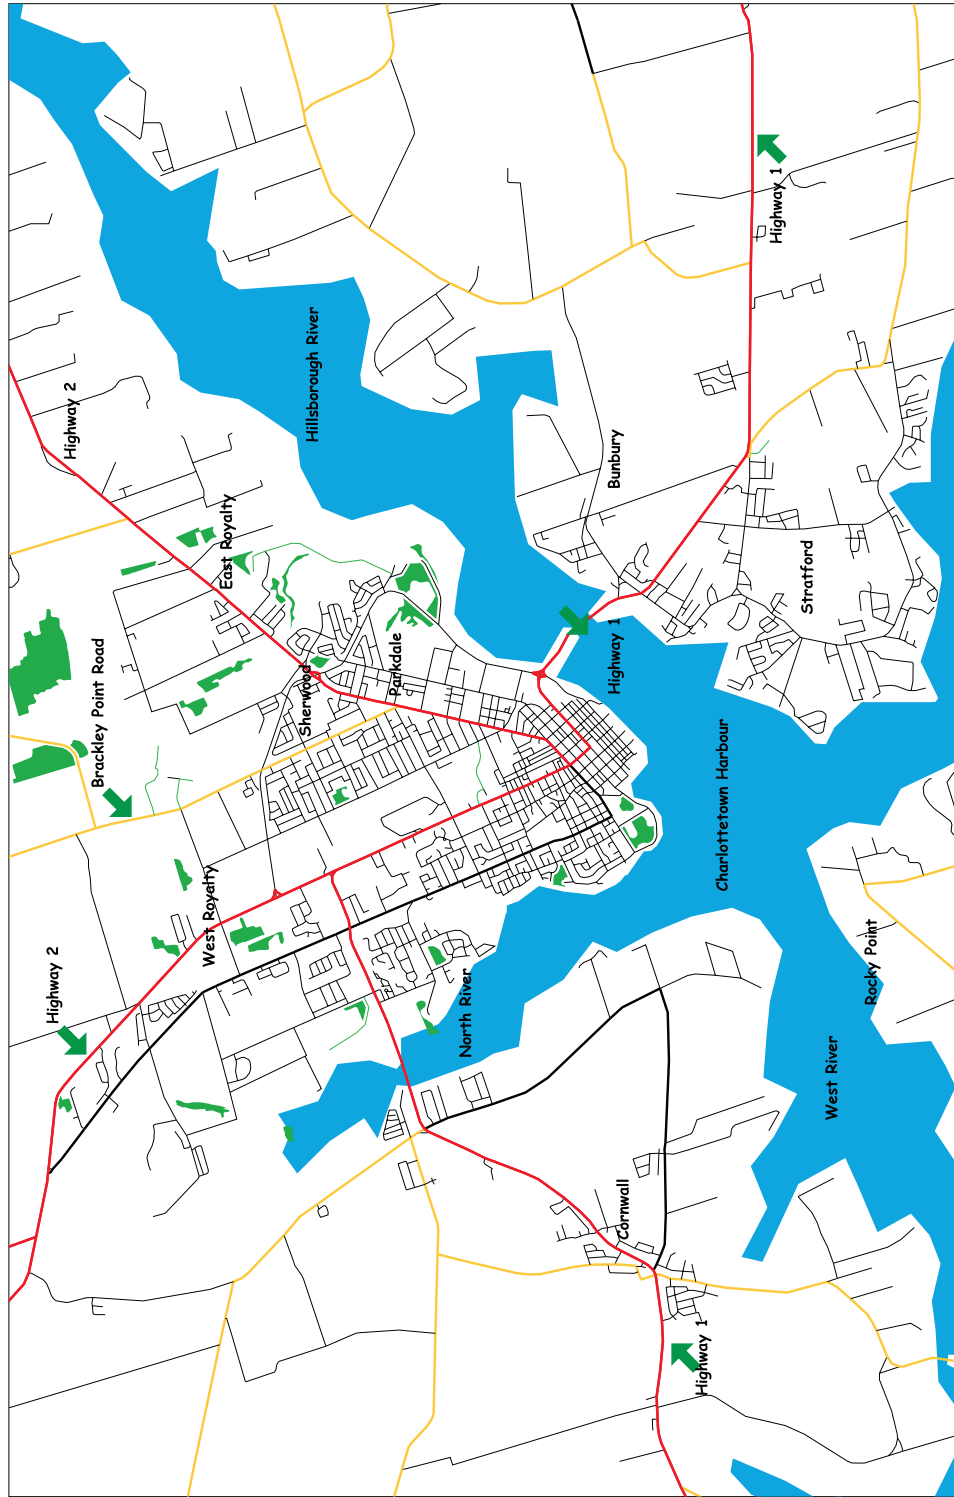 Highway 2
Highway 2
Brackley Point Road
West Royalty
East Royalty
Sherwood
Hillsborough River
Parkdale
North River
Cornwall
Highway 1
Bunbury
Highway 1
Charlottetown Harbour
Highway 1
Stratford
West River
Rocky Point